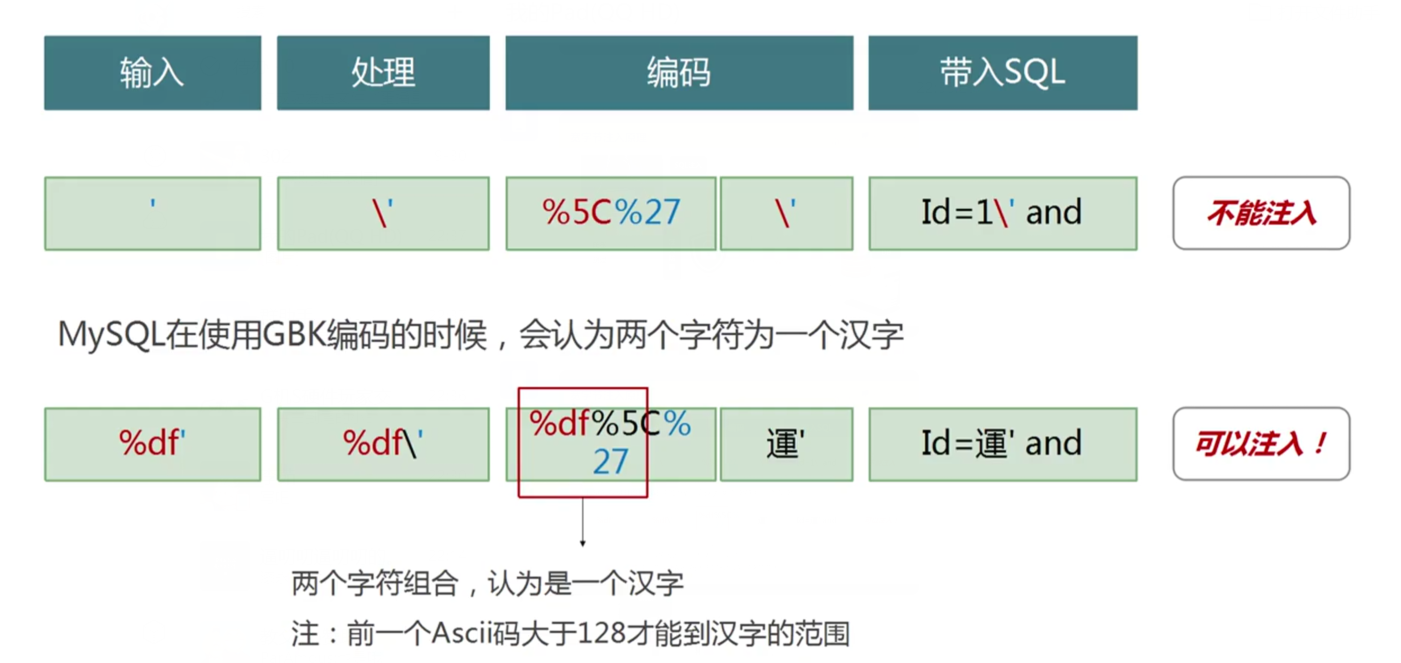 输入 处理 编码 带入SQL
' \' %5C%27 \' Id=1\' and 不能注入
MySQL在使用GBK编码的时候，会认为两个字符为一个汉字
%df' %df\' %df%5C% 運' Id=運' and 可以注入！
27
两个字符组合，认为是一个汉字
注：前一个Ascii码大于128才能到汉字的范围